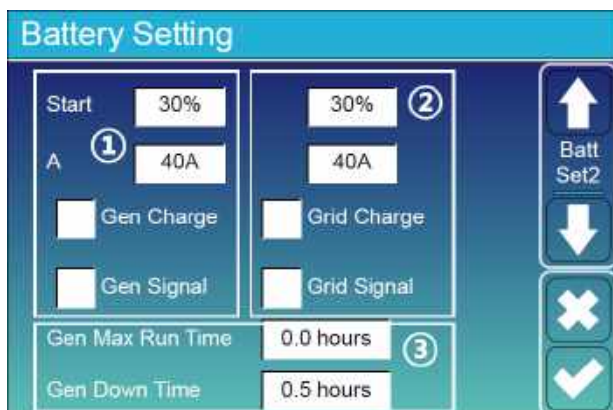 Battery Setting
Start 30% 30% ②
A ① 40A 40A
Batt
Set2
Gen Charge Grid Charge
Gen Signal Grid Signal
Gen Max Run Time 0.0 hours ③
Gen Down Time 0.5 hours